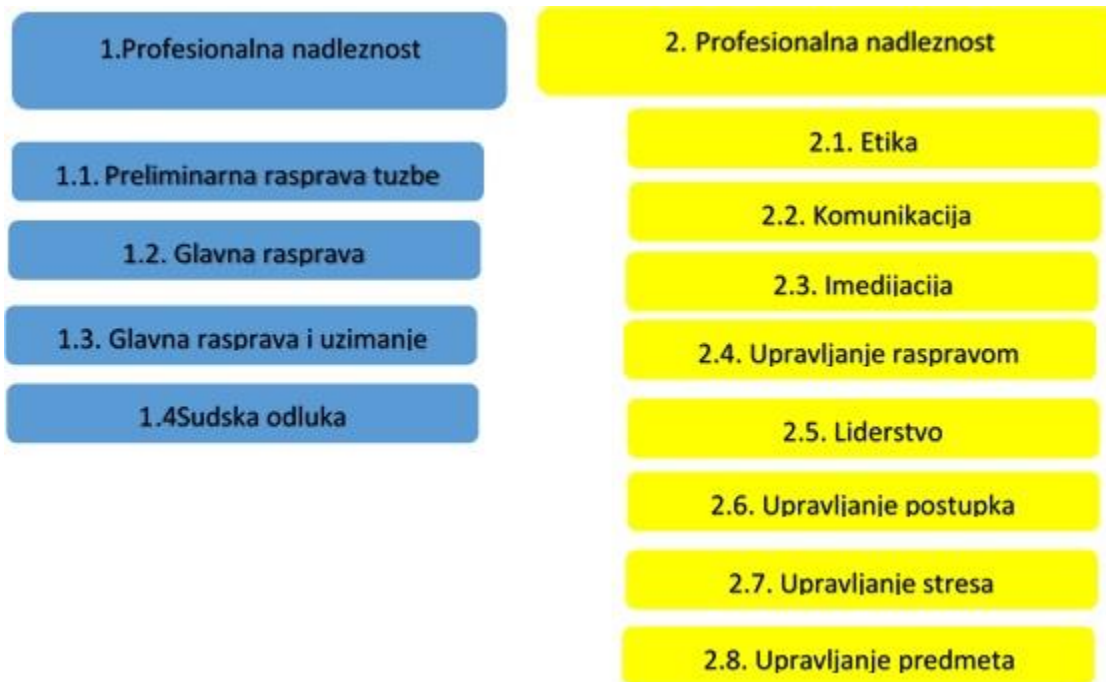 1.Profesionalna nadleznost
1.1. Preliminarna rasprava tuzbe
1.2. Glavna rasprava
1.3. Glavna rasprava i uzimanje
1.4Sudska odluka
2. Profesionalna nadleznost
2.1. Etika
2.2. Komunikacija
2.3. Imedijacija
2.4. Upravljanje raspravom
2.5. Liderstvo
2.6. Upravljanje postupka
2.7. Upravljanje stresa
2.8. Upravljanje predmeta